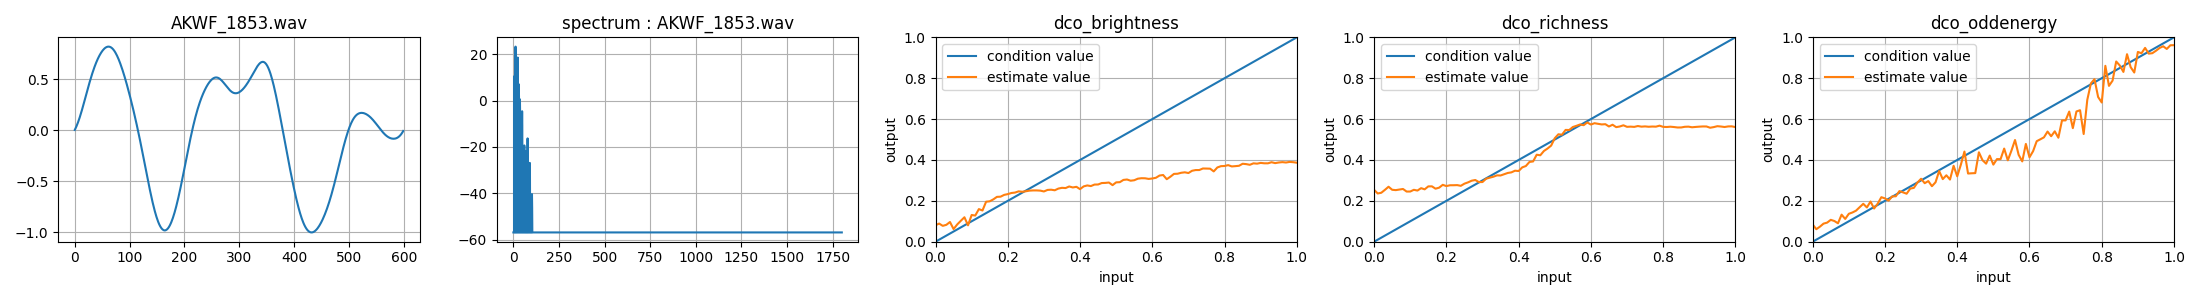 AKWF_1853.wav
0.5
0.0
−0.5
−1.0
0 100 200 300 400 500 600
spectrum : AKWF_1853.wav
20
0
−20
−40
−60
0 250 500 750 1000 1250 1500 1750
dco_brightness
condition value
estimate value
output
1.0
0.8
0.6
0.4
0.2
0.0
0.0 0.2 0.4 0.6 0.8 1.0
input
dco_richness
condition value
estimate value
output
1.0
0.8
0.6
0.4
0.2
0.0
0.0 0.2 0.4 0.6 0.8 1.0
input
dco_oddenergy
condition value
estimate value
output
1.0
0.8
0.6
0.4
0.2
0.0
0.0 0.2 0.4 0.6 0.8 1.0
input